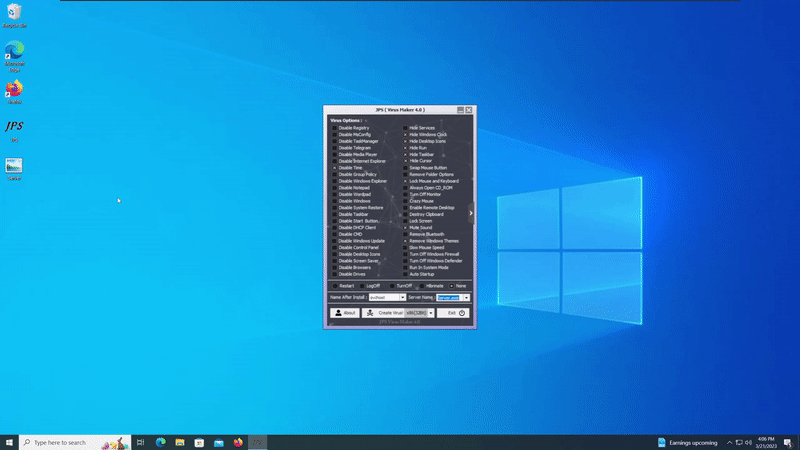 Recycle Bin
Microsoft
Edge
Firefox
JPS
JPS
JPS ( Virus Maker 4.0 )
Virus Options :
Disable Registry
Hide Services
Disable MsConfig
Hide Windows Clock
Disable TaskManager
Hide Desktop Icons
Disable Telegram
Hide Run
Disable Media Player
Hide Taskbar
Disable Internet Explorer
Hide Cursor
Disable Time
Swap Mouse Button
Disable Group Policy
Remove Folder Options
Disable Windows Explorer
Lock Mouse and Keyboard
Disable Notepad
Always Open CD_ROM
Disable Wordpad
Turn Off Monitor
Disable Windows
Crazy Mouse
Disable System Restore
Enable Remote Desktop
Disable Taskbar
Destroy Clipboard
Disable Start Button
Lock Screen
Disable DHCP Client
Mute Sound
Disable CMD
Remove Bluetooth
Disable Windows Update
Remove Windows Themes
Disable Control Panel
Slow Mouse Speed
Disable Desktop Icons
Turn Off Windows Firewall
Disable Screen Saver
Turn Off Windows Defender
Disable Browsers
Run In System Mode
Disable Drives
Auto Startup
Restart LogOff TurnOff Hibrinate None
Name After Install : svchost Server Name :
About Create Virus! x86(32Bit) Exit
JPS Virus Maker 4.0
Type here to search
Earnings upcoming
4:06 PM
3/21/2023